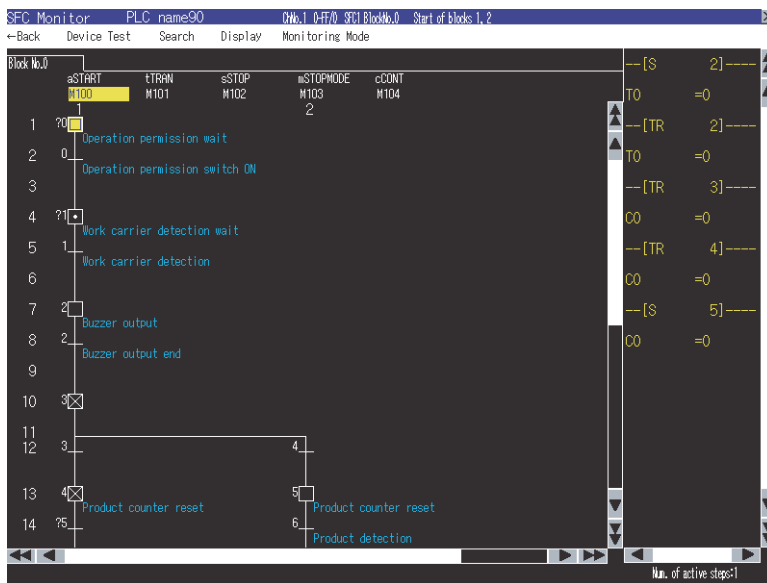 SFC Monitor PLC name90 ChNo.1 0-FF/0 SFC1 BlockNo.0 Start of blocks 1, 2
←Back Device Test Search Display Monitoring Mode
Block No.0
aSTART tTRAN sSTOP mSTOPMODE cCONT
M100 M101 M102 M103 M104
1 2
1 ?0
Operation permission wait
2 0
Operation permission switch ON
3
4 ?1
Work carrier detection wait
5 1
Work carrier detection
6
7 2
Buzzer output
8 2
Buzzer output end
9
10 3
11
12 3 4
13 4 5
Product counter reset Product counter reset
14 ?5 6
Product detection
--[S 2]----
T0 =0
--[TR 2]----
T0 =0
--[TR 3]----
C0 =0
--[TR 4]----
C0 =0
--[S 5]----
C0 =0
Num. of active steps:1